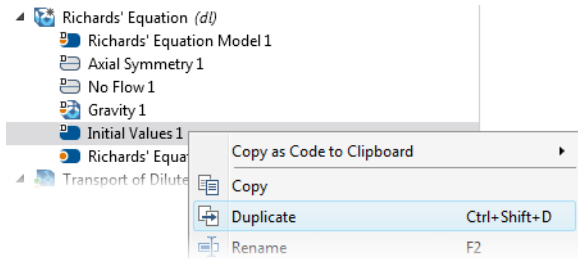 Richards' Equation (dl)
Richards' Equation Model 1
Axial Symmetry 1
No Flow 1
Gravity 1
Initial Values 1
Richards' Equa
Transport of Dilute
Copy as Code to Clipboard
Copy
Duplicate Ctrl+Shift+D
Rename F2